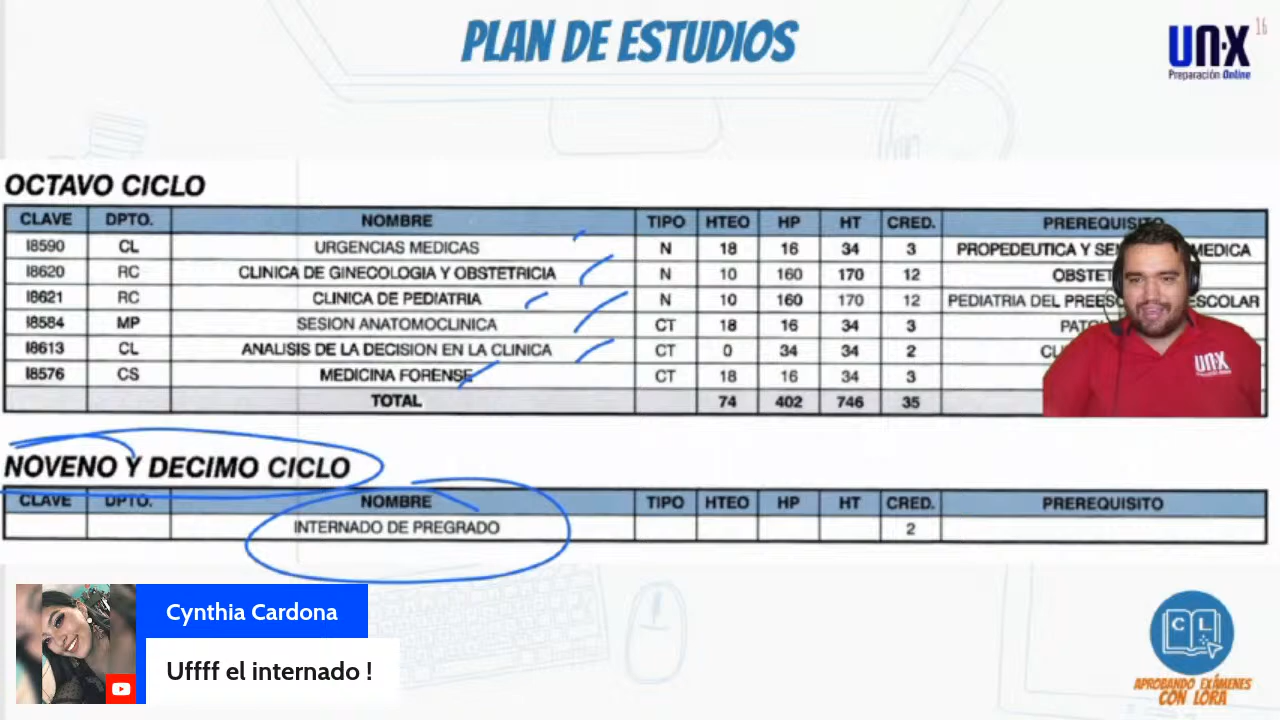 PLAN DE ESTUDIOS
UNX
16
Preparación Online
OCTAVO CICLO
CLAVE DPTO. NOMBRE TIPO HTEO HP HT CRED. PREREQUISITO
I8590 CL URGENCIAS MEDICAS N 18 16 34 3 PROPEDEUTICA Y MEDICA
I8620 RC CLINICA DE GINECOLOGIA Y OBSTETRICIA N 10 160 170 12
I8621 RC CLINICA DE PEDIATRIA N 10 160 170 12 PEDIATRIA DEL
I8584 MP SESION ANATOMOCLINICA CT 18 16 34 3
I8613 CL ANALISIS DE LA DECISION EN LA CLINICA CT 0 34 34 2
I8576 CS MEDICINA FORENSE CT 18 16 34 3
TOTAL 74 402 746 35
UNX
NOVENO Y DECIMO CICLO
CLAVE DPTO. NOMBRE TIPO HTEO HP HT CRED. PREREQUISITO
INTERNADO DE PREGRADO 2
Cynthia Cardona
Uffff el internado !
C L
APROBANDO EXÁMENES
CON LORA